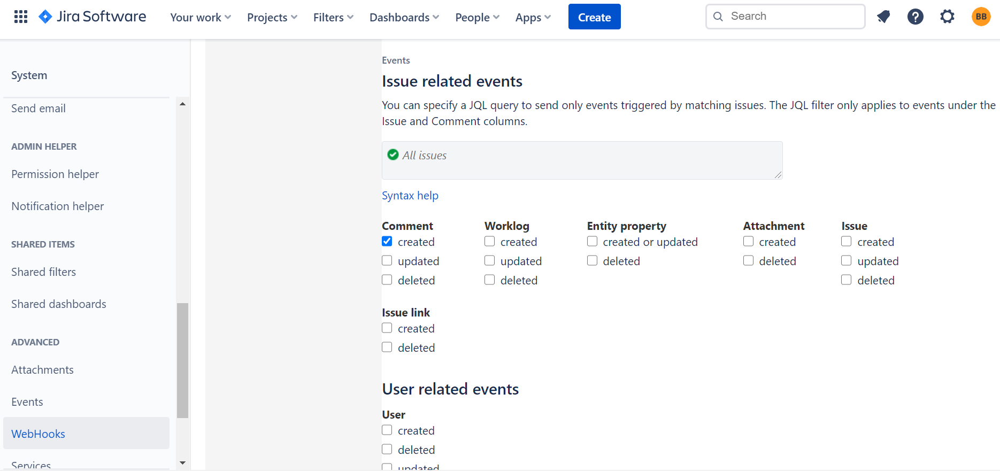 Jira Software
Your work
Projects
Filters
Dashboards
People
Apps
Create
Search
BB
System
Send email
ADMIN HELPER
Permission helper
Notification helper
SHARED ITEMS
Shared filters
Shared dashboards
ADVANCED
Attachments
Events
WebHooks
Services
Events
Issue related events
You can specify a JQL query to send only events triggered by matching issues. The JQL filter only applies to events under the
Issue and Comment columns.
All issues
Syntax help
Comment
created
updated
deleted
Worklog
created
updated
deleted
Entity property
created or updated
deleted
Attachment
created
deleted
Issue
created
updated
deleted
Issue link
created
deleted
User related events
User
created
deleted
updated